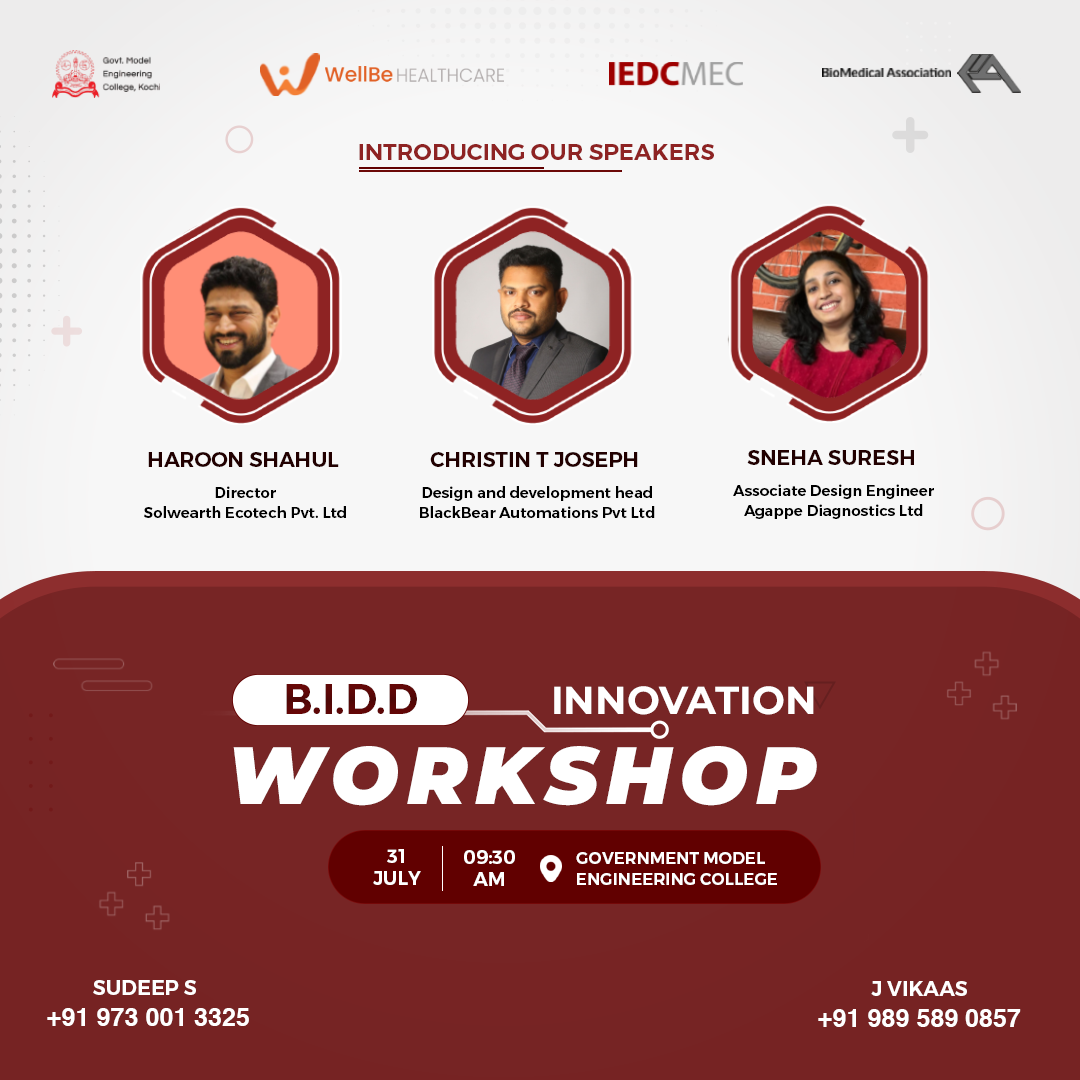 Govt. Model
Engineering
College, Kochi
WellBe HEALTHCARE
IEDCMEC
BioMedical Association
INTRODUCING OUR SPEAKERS
HAROON SHAHUL
Director
Solwearth Ecotech Pvt. Ltd
CHRISTIN T JOSEPH
Design and development head
BlackBear Automations Pvt Ltd
SNEHA SURESH
Associate Design Engineer
Agappe Diagnostics Ltd
B.I.D.D
INNOVATION
WORKSHOP
31
JULY
09:30
AM
GOVERNMENT MODEL
ENGINEERING COLLEGE
SUDEEP S
+91 973 001 3325
J VIKAAS
+91 989 589 0857